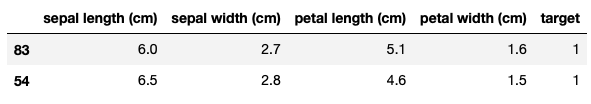 sepal length (cm) sepal width (cm) petal length (cm) petal width (cm) target
83 6.0 2.7 5.1 1.6 1
54 6.5 2.8 4.6 1.5 1